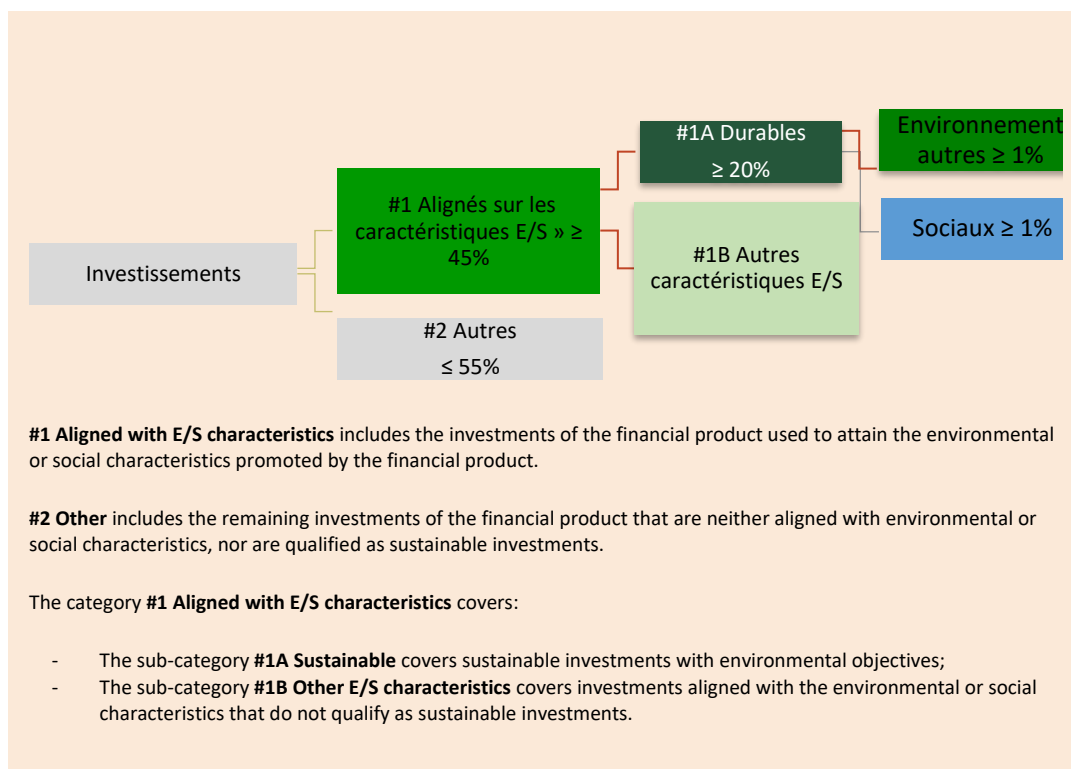 #1A Durables
≥ 20%
Environnement
autres ≥ 1%
#1 Alignés sur les
caractéristiques E/S » ≥
45%
Sociaux ≥ 1%
Investissements
#1B Autres
caractéristiques E/S
#2 Autres
≤ 55%
#1 Aligned with E/S characteristics includes the investments of the financial product used to attain the environmental
or social characteristics promoted by the financial product.
#2 Other includes the remaining investments of the financial product that are neither aligned with environmental or
social characteristics, nor are qualified as sustainable investments.
The category #1 Aligned with E/S characteristics covers:
- The sub-category #1A Sustainable covers sustainable investments with environmental objectives;
- The sub-category #1B Other E/S characteristics covers investments aligned with the environmental or social
characteristics that do not qualify as sustainable investments.